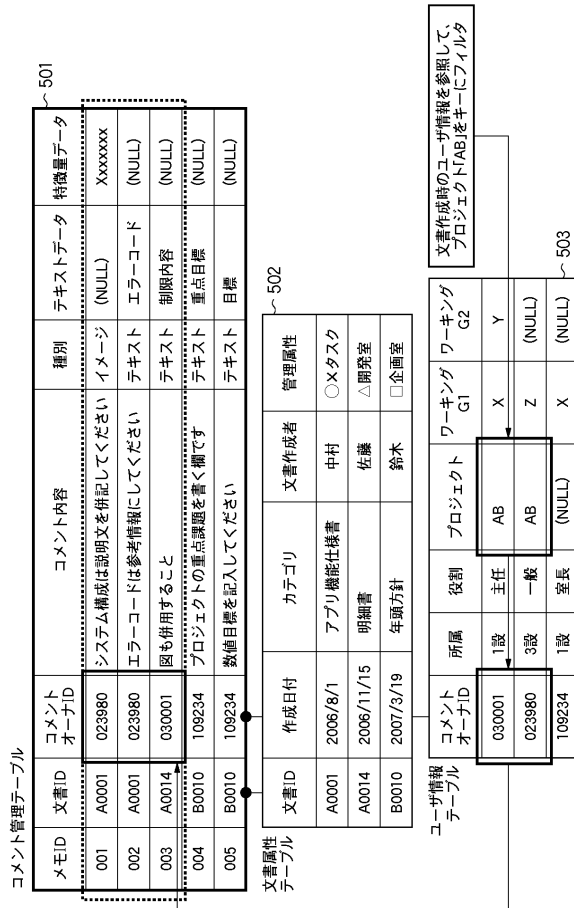 コメント管理テーブル
501
メモID 文書ID コメントオーナID コメント内容 種別 テキストデータ 特徴量データ
001 A0001 023980 システム構成は説明文を併記してください イメージ (NULL) Xxxxxxxx
002 A0001 023980 エラーコードは参考情報にしてください テキスト エラーコード (NULL)
003 A0014 030001 図も併用すること テキスト 制限内容 (NULL)
004 B0010 109234 プロジェクトの重点課題を書く欄です テキスト 重点目標 (NULL)
005 B0010 109234 数値目標を記入してください テキスト 目標 (NULL)
文書属性
テーブル
502
文書ID 作成日付 カテゴリ 文書作成者 管理属性
A0001 2006/8/1 アプリ機能仕様書 中村 ○×タスク
A0014 2006/11/15 明細書 佐藤 △開発室
B0010 2007/3/19 年頭方針 鈴木 □企画室
ユーザ情報
テーブル
コメントオーナID 所属 役割 プロジェクト ワーキングG1 ワーキングG2
030001 1設 主任 AB X Y
023980 3設 一般 AB Z (NULL)
109234 1設 室長 (NULL) X (NULL)
503
文書作成時のユーザ情報を参照して、
プロジェクト「AB」をキーにフィルタ